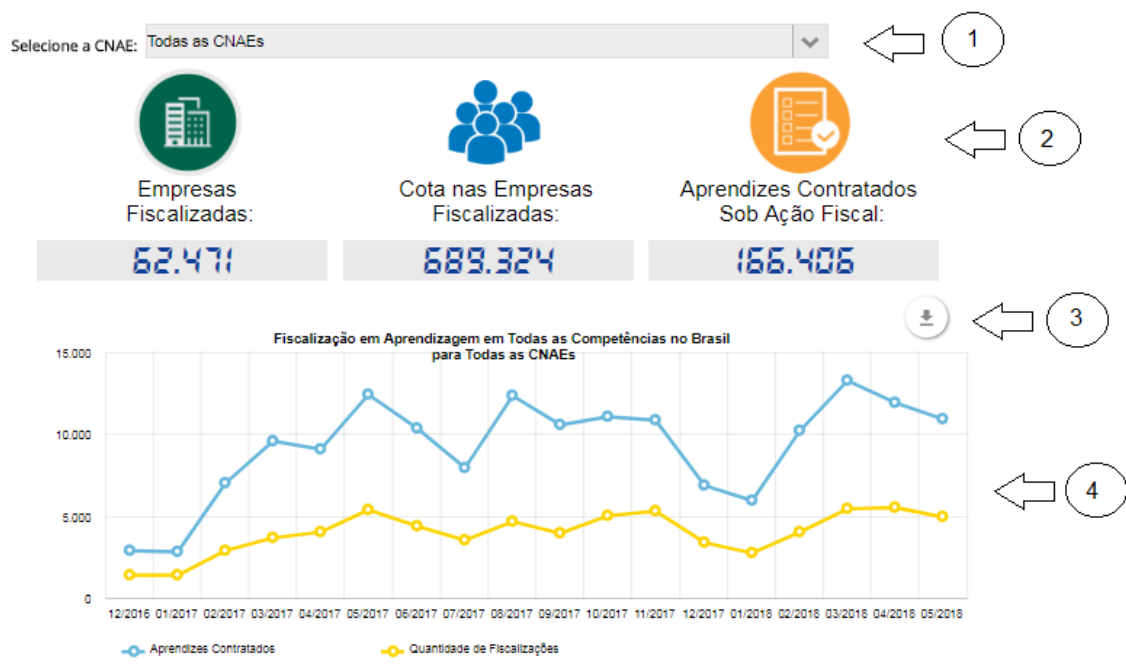 Selecione a CNAE: Todas as CNAEs
1
2
Empresas
Fiscalizadas:
Cota nas Empresas
Fiscalizadas:
Aprendizes Contratados
Sob Ação Fiscal:
62.471
689.324
166.406
3
Fiscalização em Aprendizagem em Todas as Competências no Brasil
para Todas as CNAEs
15.000
10.000
5.000
0
4
12/2016 01/2017 02/2017 03/2017 04/2017 05/2017 06/2017 07/2017 08/2017 09/2017 10/2017 11/2017 12/2017 01/2018 02/2018 03/2018 04/2018 05/2018
Aprendizes Contratados
Quantidade de Fiscalizações